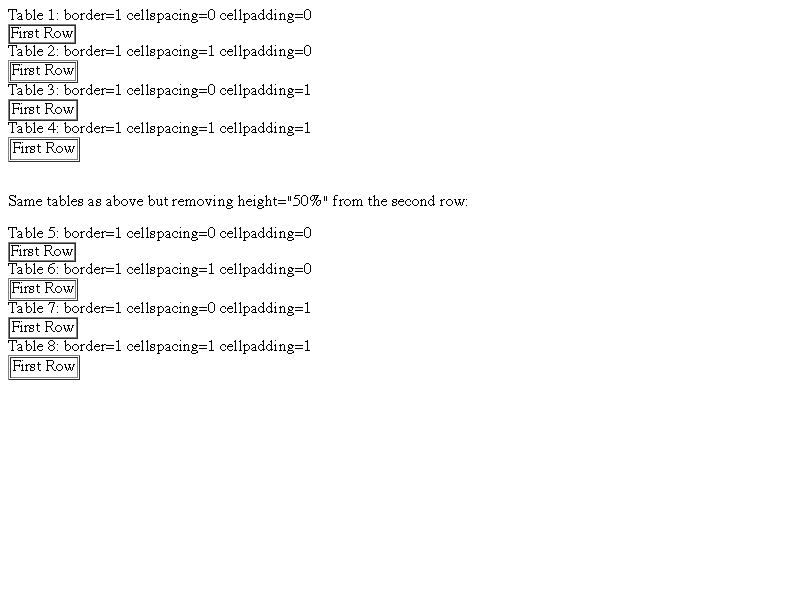 Table 1: border=1 cellspacing=0 cellpadding=0
First Row
Table 2: border=1 cellspacing=1 cellpadding=0
First Row
Table 3: border=1 cellspacing=0 cellpadding=1
First Row
Table 4: border=1 cellspacing=1 cellpadding=1
First Row
Same tables as above but removing height="50%" from the second row:
Table 5: border=1 cellspacing=0 cellpadding=0
First Row
Table 6: border=1 cellspacing=1 cellpadding=0
First Row
Table 7: border=1 cellspacing=0 cellpadding=1
First Row
Table 8: border=1 cellspacing=1 cellpadding=1
First Row